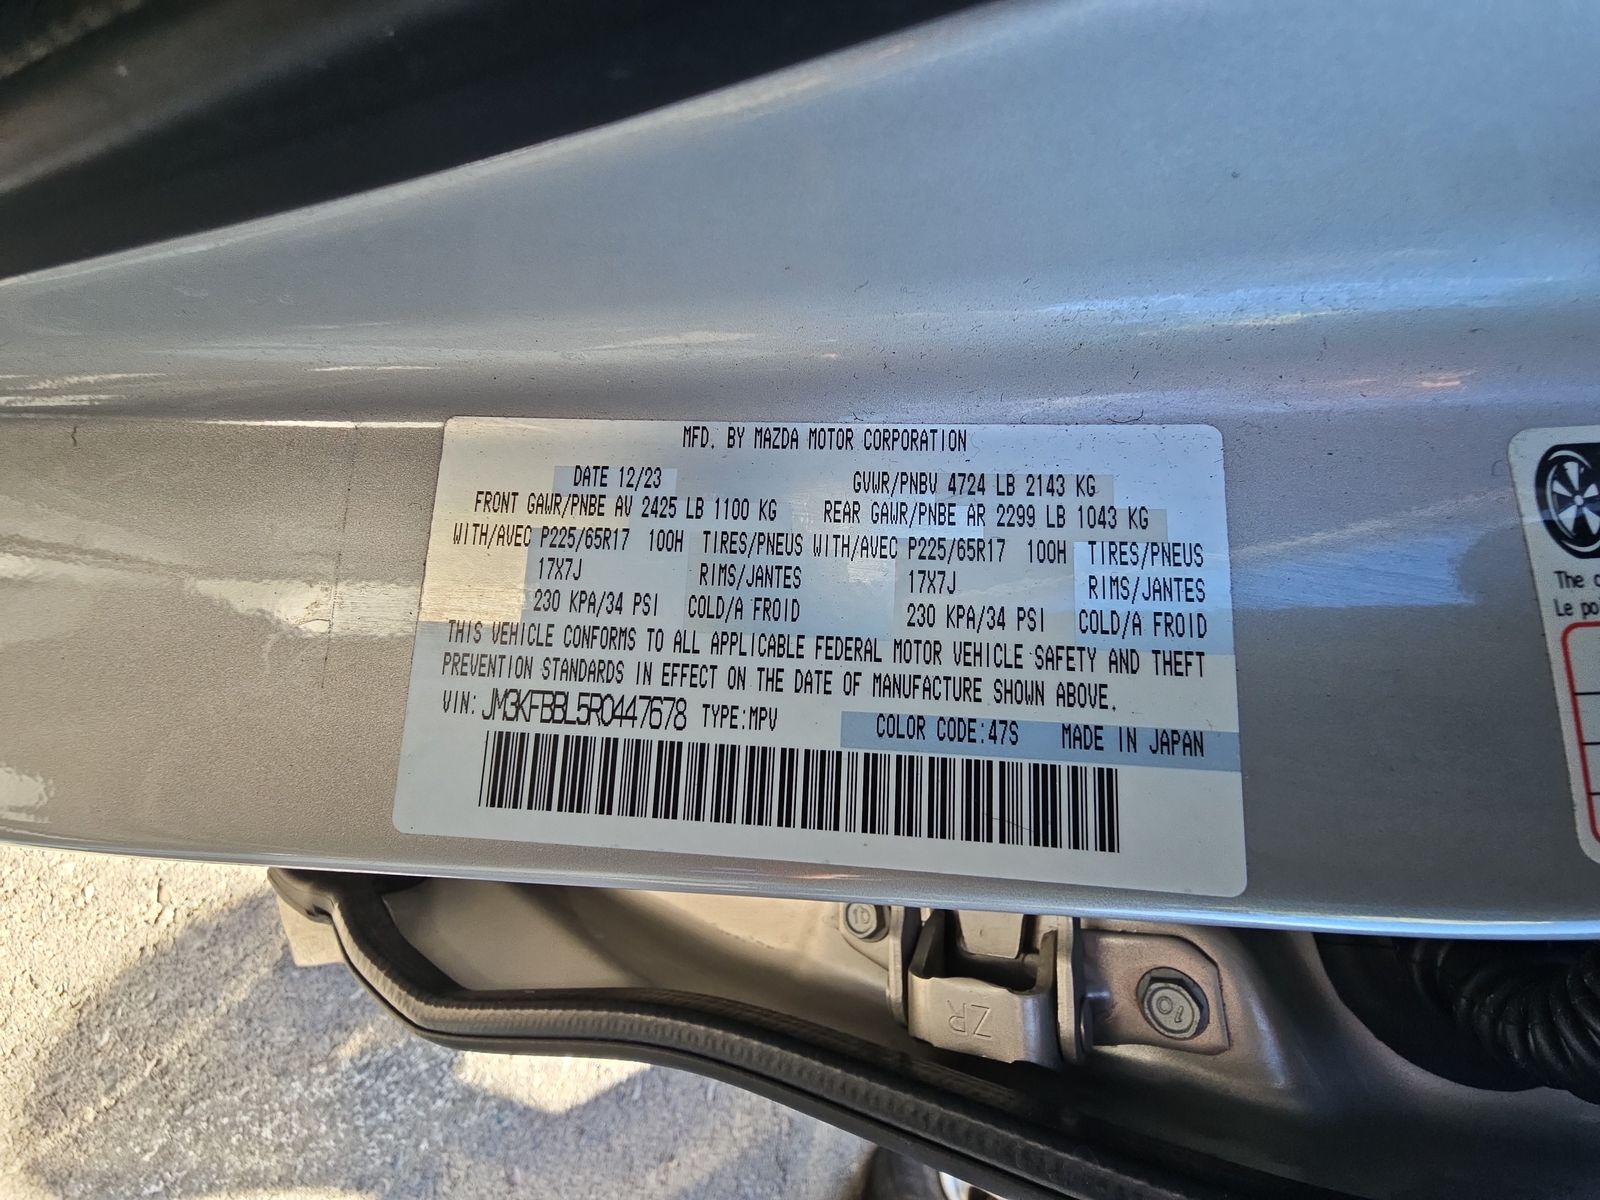 MFD. BY MAZDA MOTOR CORPORATION
DATE 12/23 GVWR/PNBV 4724 LB 2143 KG
FRONT GAWR/PNBE AV 2425 LB 1100 KG REAR GAWR/PNBE AR 2299 LB 1043 KG
WITH/AVEC P225/65R17 100H TIRES/PNEUS WITH/AVEC P225/65R17 100H TIRES/PNEUS
17X7J RIMS/JANTES 17X7J RIMS/JANTES
230 KPA/34 PSI COLD/A FROID 230 KPA/34 PSI COLD/A FROID
THIS VEHICLE CONFORMS TO ALL APPLICABLE FEDERAL MOTOR VEHICLE SAFETY AND THEFT
PREVENTION STANDARDS IN EFFECT ON THE DATE OF MANUFACTURE SHOWN ABOVE.
VIN: JM3KFBBL5R0447678 TYPE:MPV COLOR CODE:47S MADE IN JAPAN
The
Le
10
ZR
10